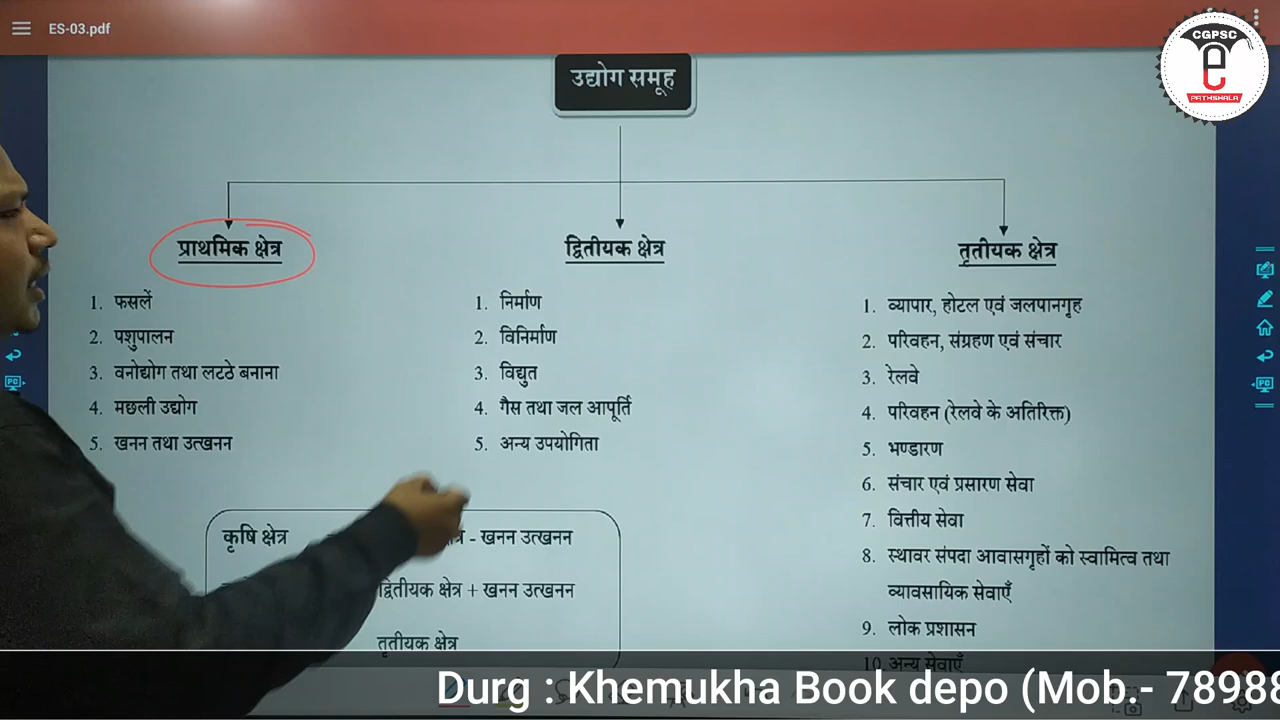 ES-03.pdf
CGPSC
PATHSHALA
उद्योग समूह
प्राथमिक क्षेत्र
1. फसलें
2. पशुपालन
3. वनोद्योग तथा लटठे बनाना
4. मछली उद्योग
5. खनन तथा उत्खनन
द्वितीयक क्षेत्र
1. निर्माण
2. विनिर्माण
3. विद्युत
4. गैस तथा जल आपूर्ति
5. अन्य उपयोगिता
तृतीयक क्षेत्र
1. व्यापार, होटल एवं जलपानगृह
2. परिवहन, संग्रहण एवं संचार
3. रेलवे
4. परिवहन (रेलवे के अतिरिक्त)
5. भण्डारण
6. संचार एवं प्रसारण सेवा
7. वित्तीय सेवा
8. स्थावर संपदा आवासगृहों को स्वामित्व तथा
व्यावसायिक सेवाएँ
9. लोक प्रशासन
10. अन्य सेवाएँ
कृषि क्षेत्र - खनन उत्खनन
द्वितीयक क्षेत्र + खनन उत्खनन
तृतीयक क्षेत्र
Durg : Khemukha Book depo (Mob.- 78988